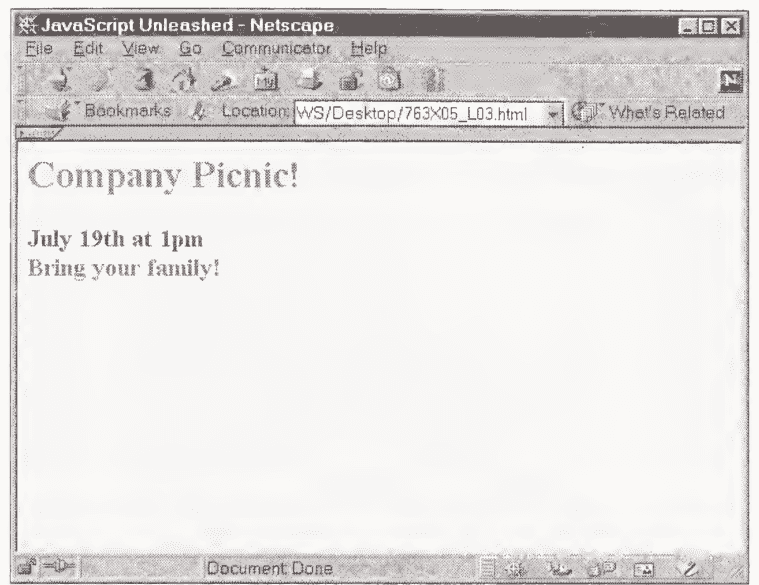 JavaScript Unleashed - Netscape
File Edit View Go Communicator Help
My
N
Bookmarks Location: WS/Desktop/763X05_L03.html What's Related
Company Picnic!
July 19th at 1pm
Bring your family!
Document: Done